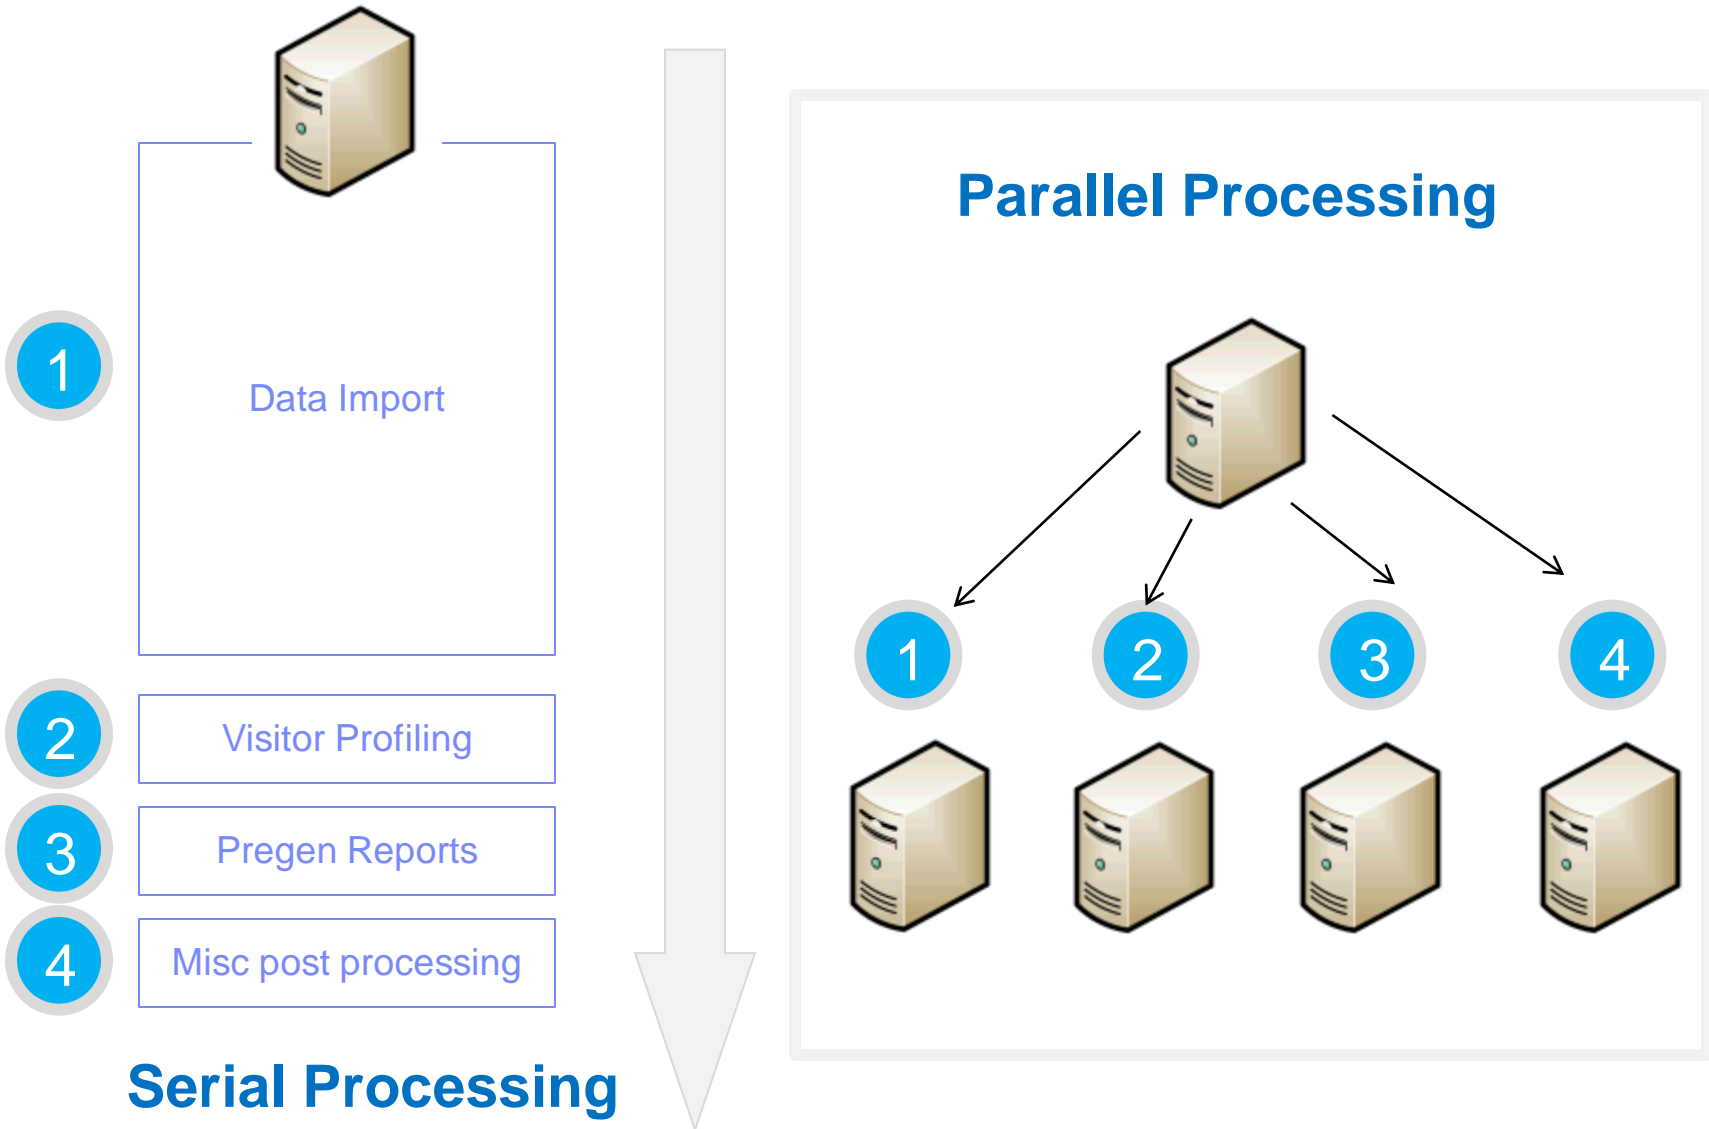 1
Data Import
2
Visitor Profiling
3
Pregen Reports
4
Misc post processing
Serial Processing
Parallel Processing
1
2
3
4